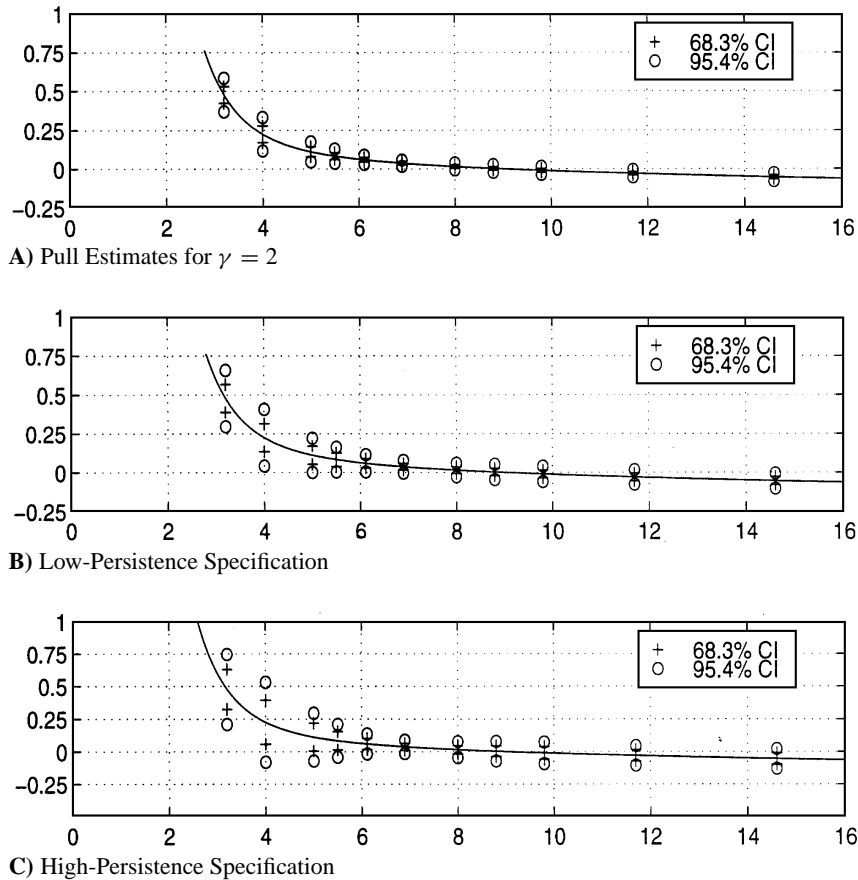 1
0.75
0.5
0.25
0
−0.25
+ 68.3% CI
o 95.4% CI
0 2 4 6 8 10 12 14 16
A) Pull Estimates for γ = 2
1
0.75
0.5
0.25
0
−0.25
+ 68.3% CI
o 95.4% CI
0 2 4 6 8 10 12 14 16
B) Low-Persistence Specification
1
0.75
0.5
0.25
0
−0.25
+ 68.3% CI
o 95.4% CI
0 2 4 6 8 10 12 14 16
C) High-Persistence Specification